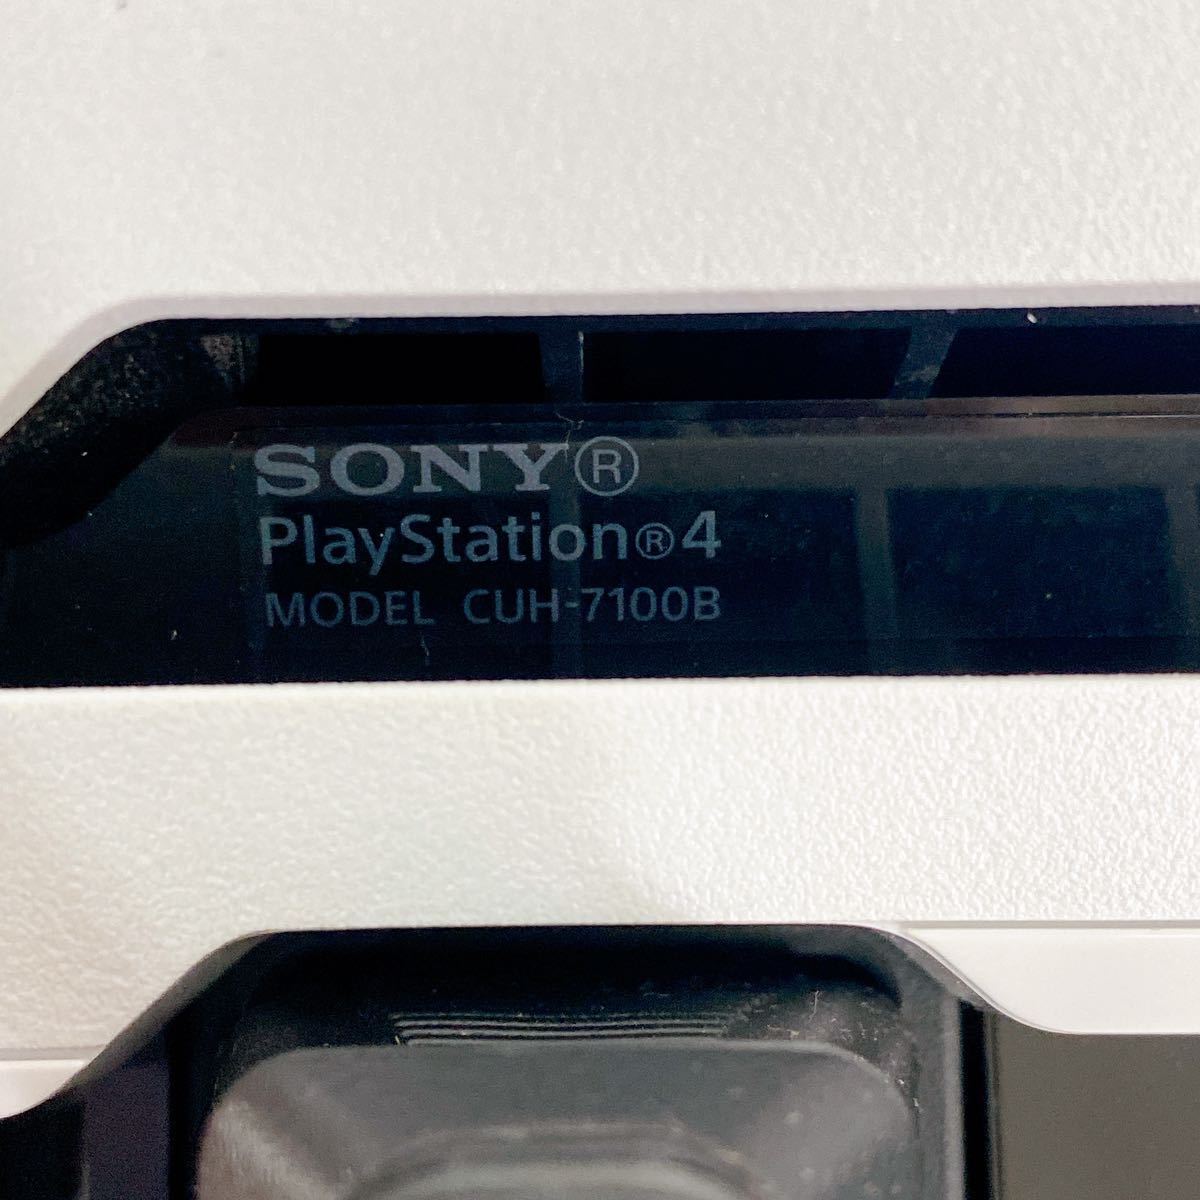 SONY®
PlayStation®4
MODEL CUH-7100B